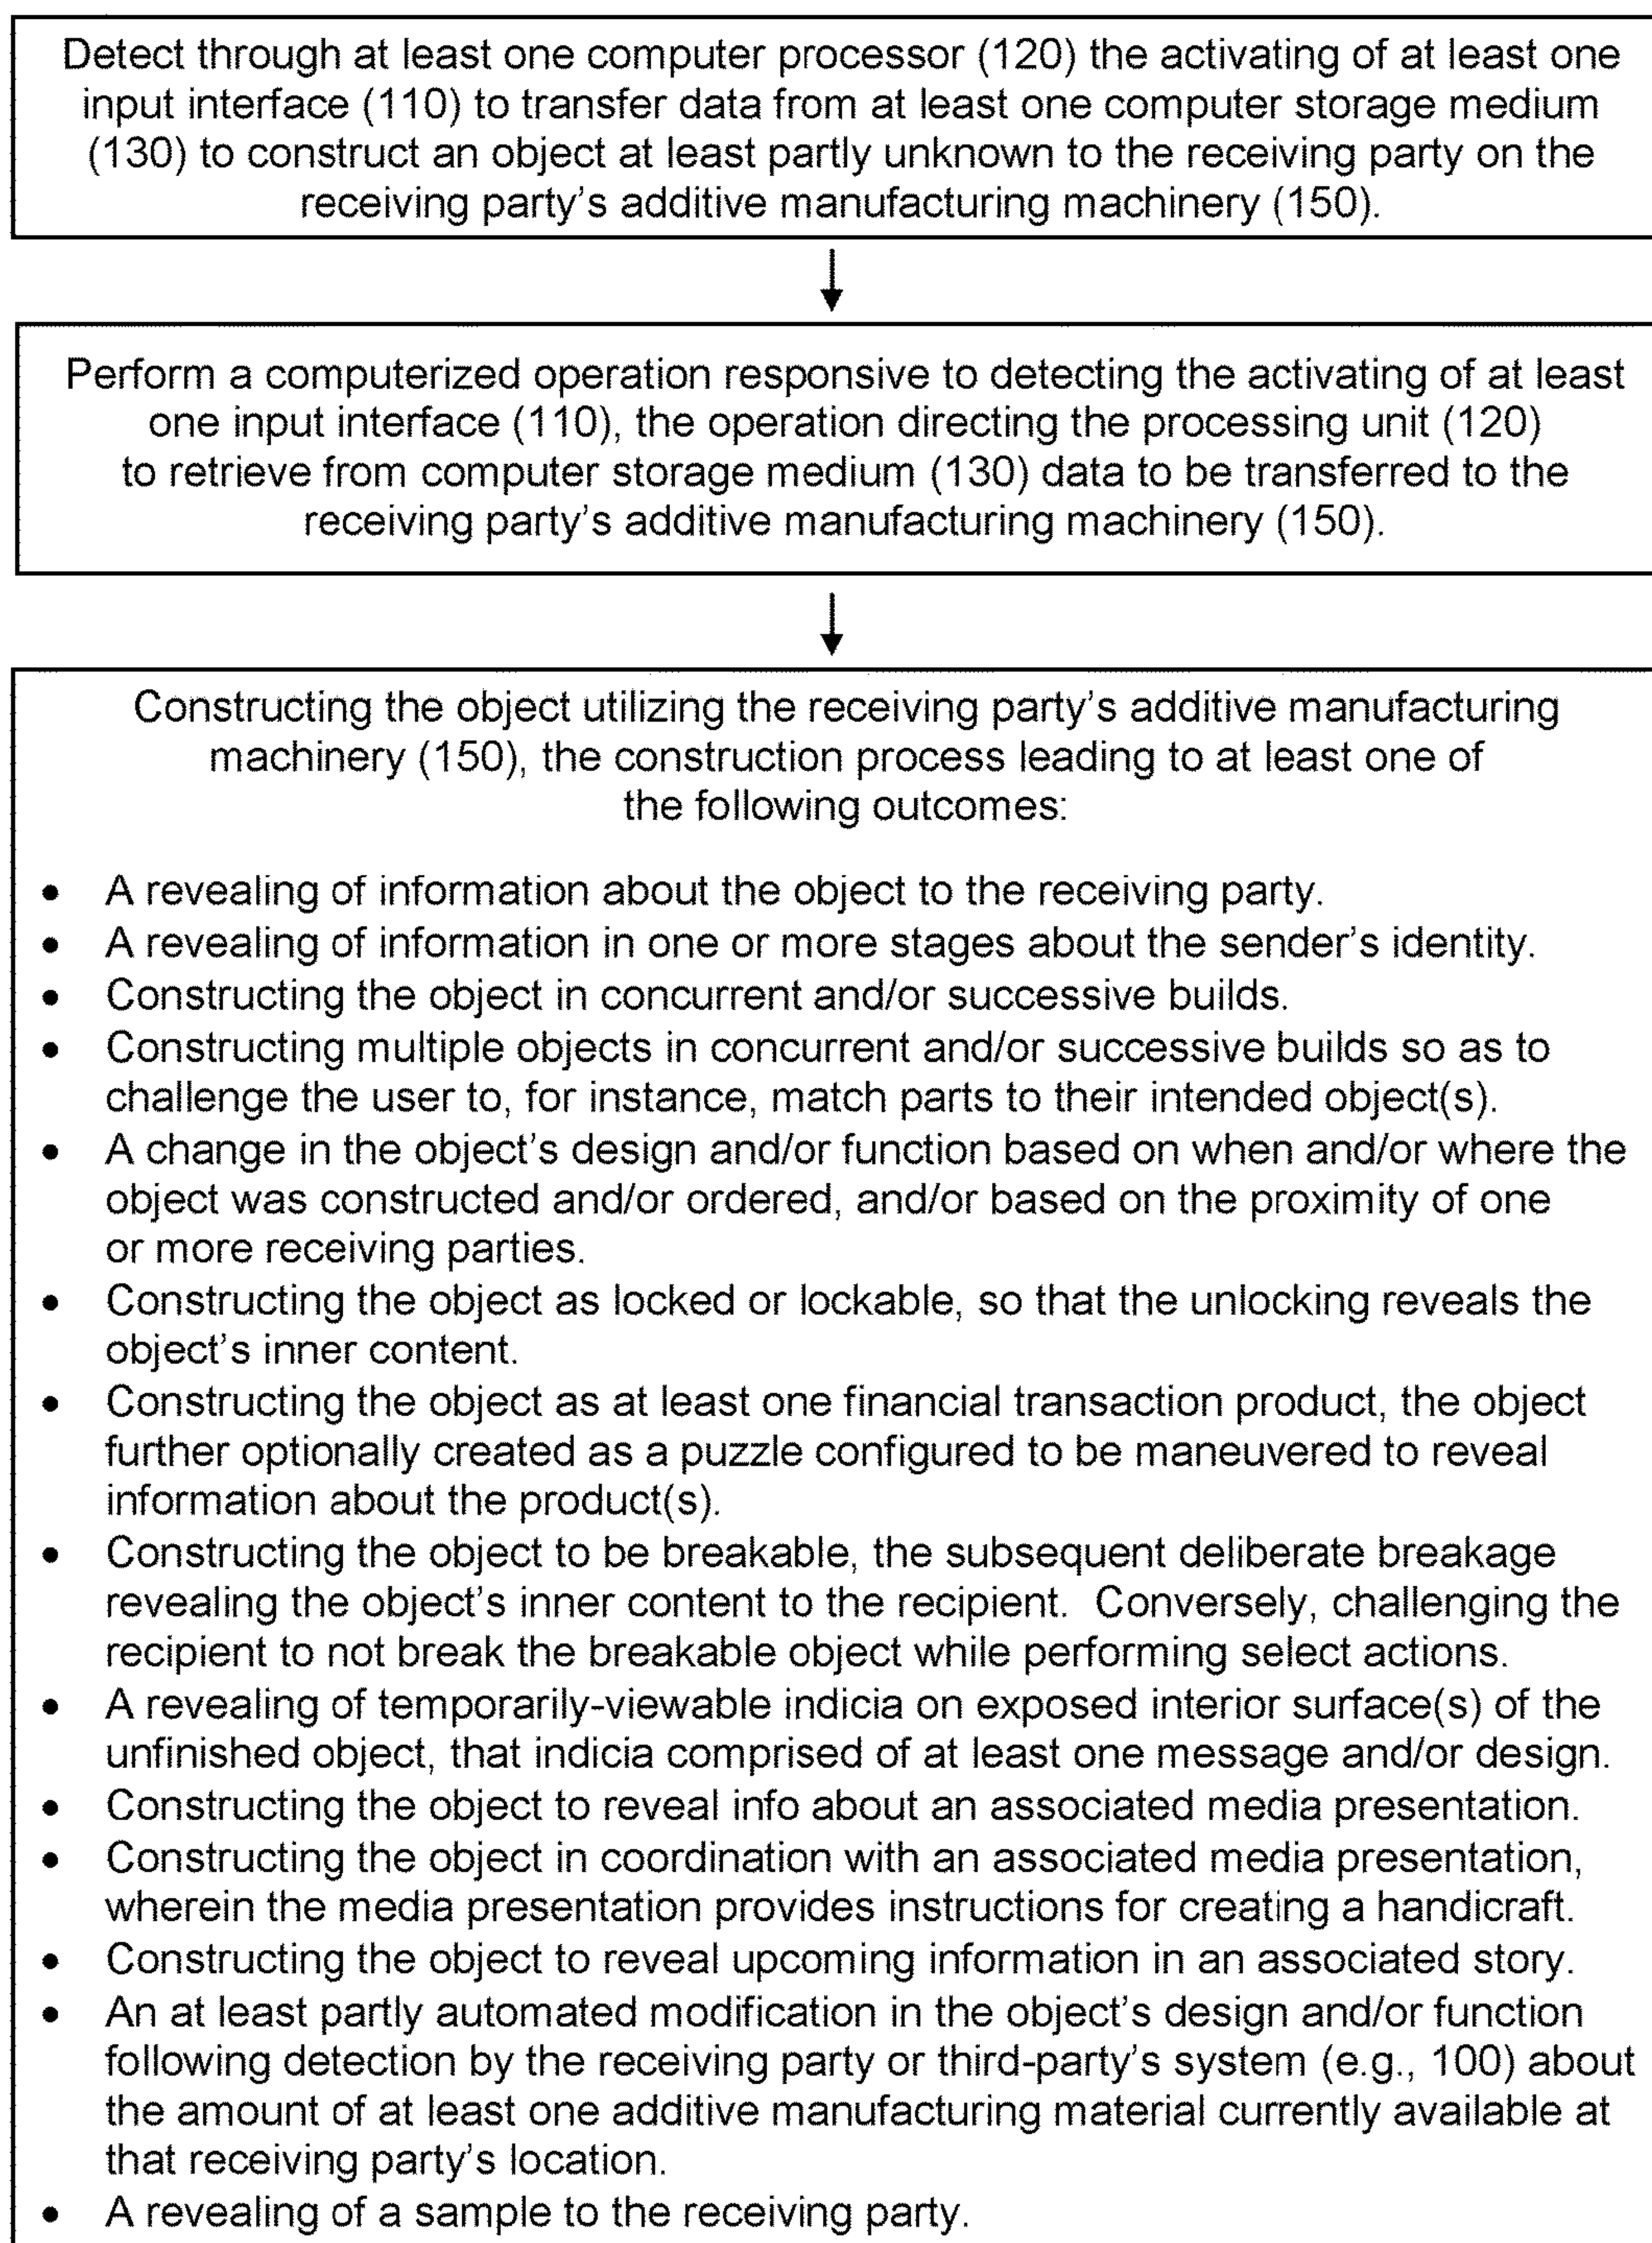 Detect through at least one computer processor (120) the activating of at least one
input interface (110) to transfer data from at least one computer storage medium
(130) to construct an object at least partly unknown to the receiving party on the
receiving party's additive manufacturing machinery (150).
Perform a computerized operation responsive to detecting the activating of at least
one input interface (110), the operation directing the processing unit (120)
to retrieve from computer storage medium (130) data to be transferred to the
receiving party's additive manufacturing machinery (150).
Constructing the object utilizing the receiving party's additive manufacturing
machinery (150), the construction process leading to at least one of
the following outcomes:
• A revealing of information about the object to the receiving party.
• A revealing of information in one or more stages about the sender's identity.
• Constructing the object in concurrent and/or successive builds.
• Constructing multiple objects in concurrent and/or successive builds so as to
challenge the user to, for instance, match parts to their intended object(s).
• A change in the object's design and/or function based on when and/or where the
object was constructed and/or ordered, and/or based on the proximity of one
or more receiving parties.
• Constructing the object as locked or lockable, so that the unlocking reveals the
object's inner content.
• Constructing the object as at least one financial transaction product, the object
further optionally created as a puzzle configured to be maneuvered to reveal
information about the product(s).
• Constructing the object to be breakable, the subsequent deliberate breakage
revealing the object's inner content to the recipient.  Conversely, challenging the
recipient to not break the breakable object while performing select actions.
• A revealing of temporarily-viewable indicia on exposed interior surface(s) of the
unfinished object, that indicia comprised of at least one message and/or design.
• Constructing the object to reveal info about an associated media presentation.
• Constructing the object in coordination with an associated media presentation,
wherein the media presentation provides instructions for creating a handicraft.
• Constructing the object to reveal upcoming information in an associated story.
• An at least partly automated modification in the object's design and/or function
following detection by the receiving party or third-party's system (e.g., 100) about
the amount of at least one additive manufacturing material currently available at
that receiving party's location.
• A revealing of a sample to the receiving party.